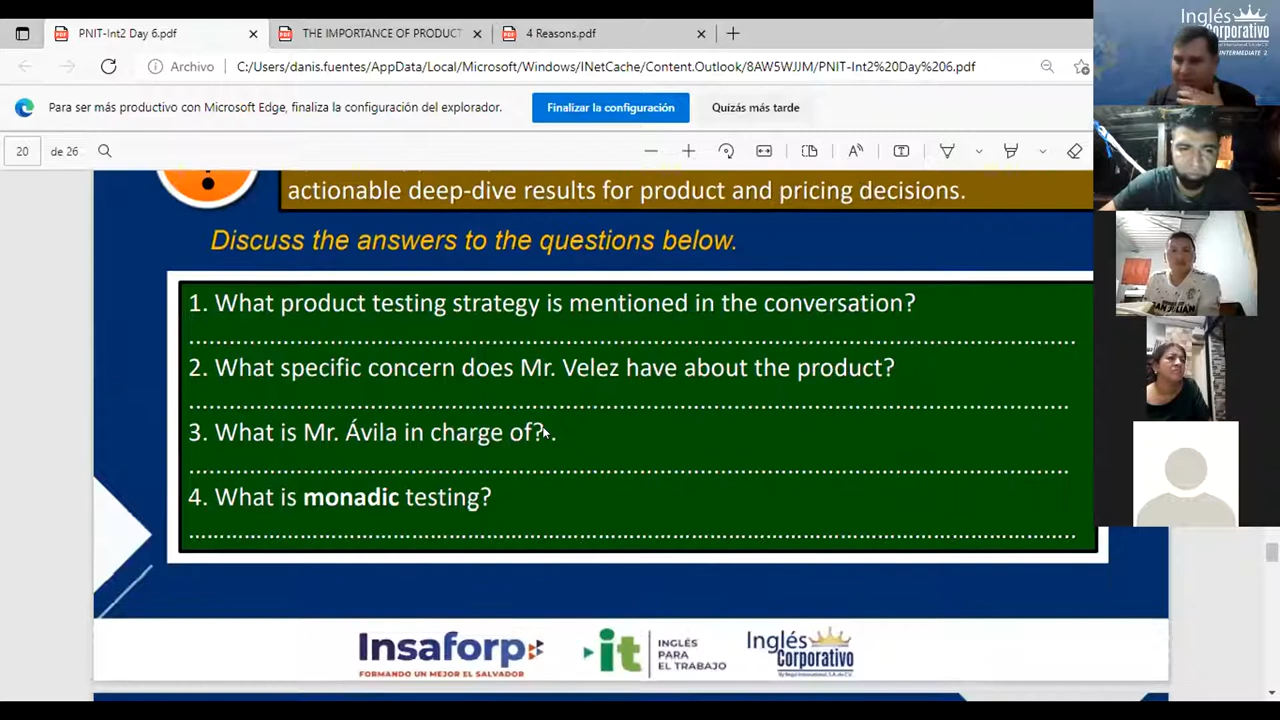 PNIT-Int2 Day 6.pdf
THE IMPORTANCE OF PRODUCT
4 Reasons.pdf
Archivo
C:/Users/danis.fuentes/AppData/Local/Microsoft/Windows/INetCache/Content.Outlook/8AW5WJJM/PNIT-Int2%20Day%206.pdf
Para ser más productivo con Microsoft Edge, finaliza la configuración del explorador.
Finalizar la configuración
Quizás más tarde
20 de 26
actionable deep-dive results for product and pricing decisions.
Discuss the answers to the questions below.
1. What product testing strategy is mentioned in the conversation?
2. What specific concern does Mr. Velez have about the product?
3. What is Mr. Ávila in charge of?.
4. What is monadic testing?
Insaforp
FORMANDO UN MEJOR EL SALVADOR
it
INGLÉS
PARA
EL TRABAJO
Inglés
Corporativo
Inglés
Corporativo
INTERMEDIATE 2